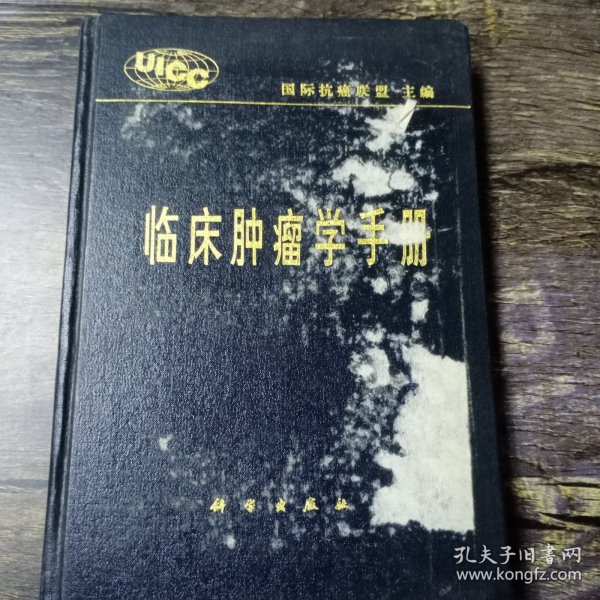 UICC
国际抗癌联盟 主编
临床肿瘤学手册
科学出版社
孔夫子旧书网
www.kongfz.com